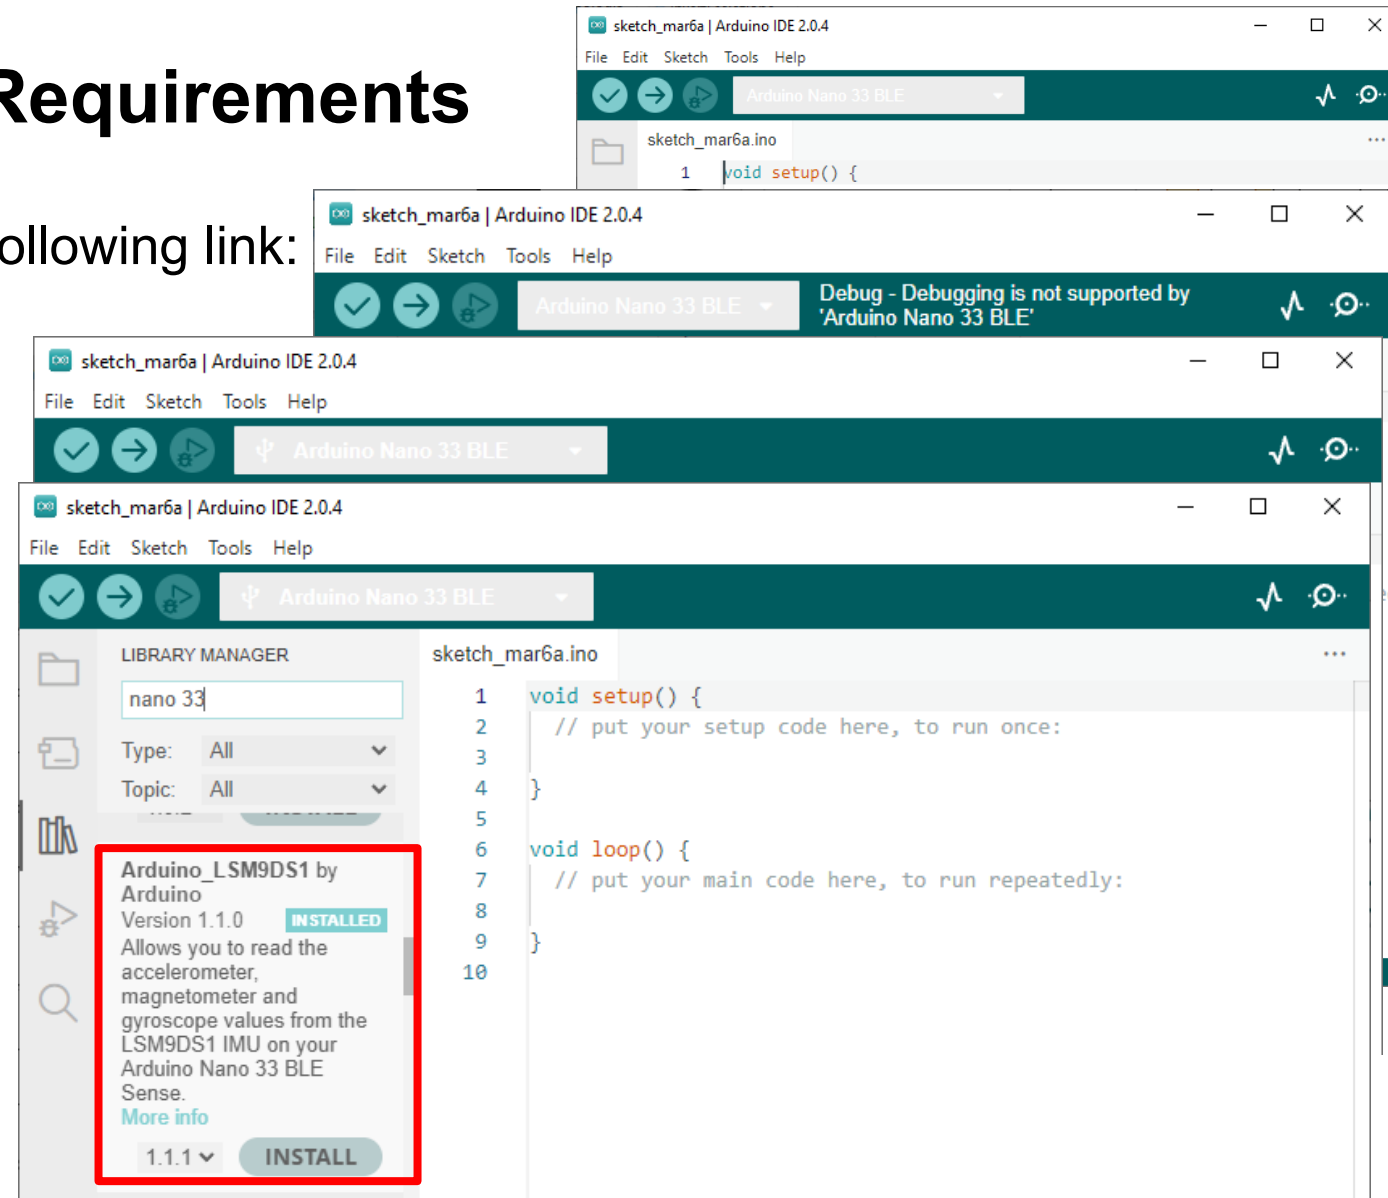 Requirements
ollowing link:
sketch_mar6a | Arduino IDE 2.0.4
File Edit Sketch Tools Help
Arduino Nano 33 BLE
sketch_mar6a.ino
1 void setup() {
sketch_mar6a | Arduino IDE 2.0.4
File Edit Sketch Tools Help
Arduino Nano 33 BLE
Debug - Debugging is not supported by
'Arduino Nano 33 BLE'
sketch_mar6a | Arduino IDE 2.0.4
File Edit Sketch Tools Help
Arduino Nano 33 BLE
sketch_mar6a | Arduino IDE 2.0.4
File Edit Sketch Tools Help
Arduino Nano 33 BLE
LIBRARY MANAGER
nano 33
Type: All
Topic: All
Arduino_LSM9DS1 by
Arduino
Version 1.1.0 INSTALLED
Allows you to read the
accelerometer,
magnetometer and
gyroscope values from the
LSM9DS1 IMU on your
Arduino Nano 33 BLE
Sense.
More info
1.1.1 INSTALL
sketch_mar6a.ino
1 void setup() {
2 // put your setup code here, to run once:
3
4 }
5
6 void loop() {
7 // put your main code here, to run repeatedly:
8
9 }
10